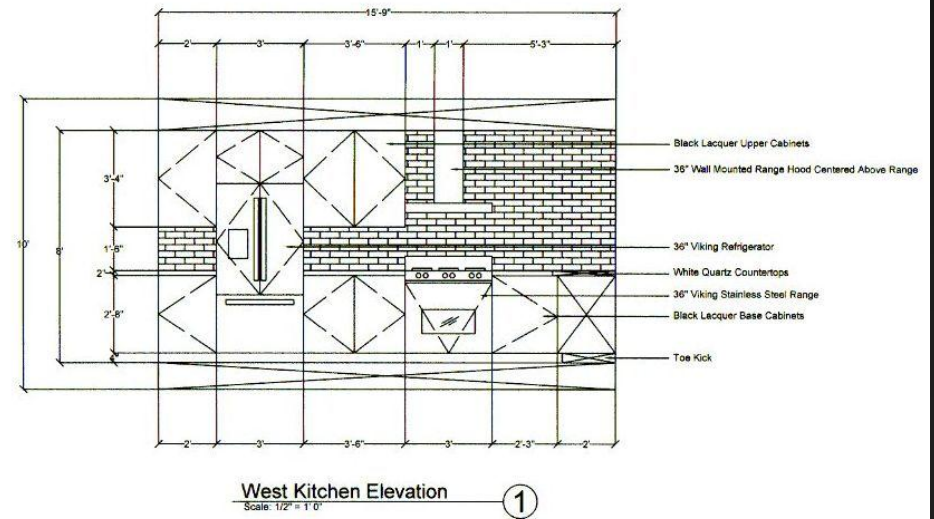 15'-9"
2' 3' 3'-6" 1' 1' 5'-3"
Black Lacquer Upper Cabinets
36" Wall Mounted Range Hood Centered Above Range
3'-4"
10'
8'
1'-6"
36" Viking Refrigerator
2"
White Quartz Countertops
36" Viking Stainless Steel Range
2'-8"
Black Lacquer Base Cabinets
Toe Kick
2' 3' 3'-6" 3' 2'-3" 2'
West Kitchen Elevation
1
Scale: 1/2" = 1' 0"